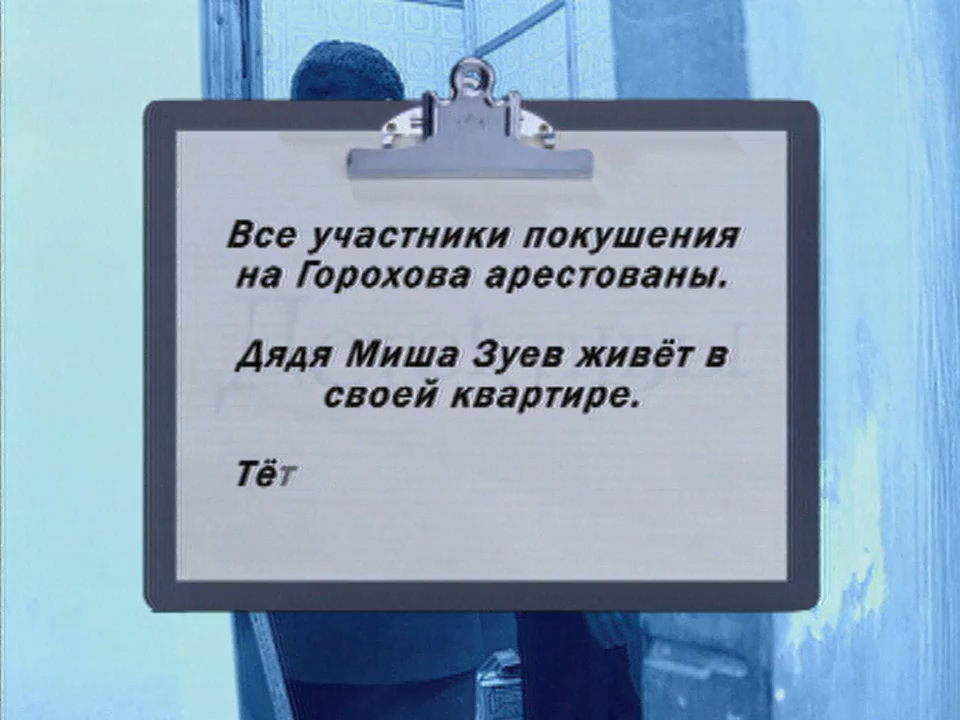 Все участники покушения
на Горохова арестованы.
Дядя Миша Зуев живёт в
своей квартире.
Тёт